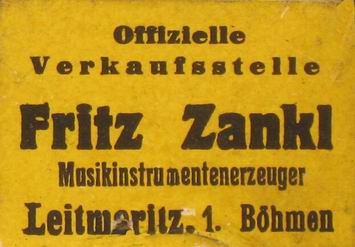 Offizielle
Verkaufsstelle
Fritz Zankl
Musikinstrumentenerzeuger
Leitmeritz. 1. Böhmen